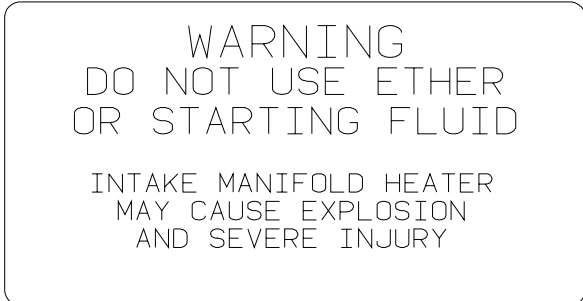 WARNING
DO NOT USE ETHER
OR STARTING FLUID
INTAKE MANIFOLD HEATER
MAY CAUSE EXPLOSION
AND SEVERE INJURY